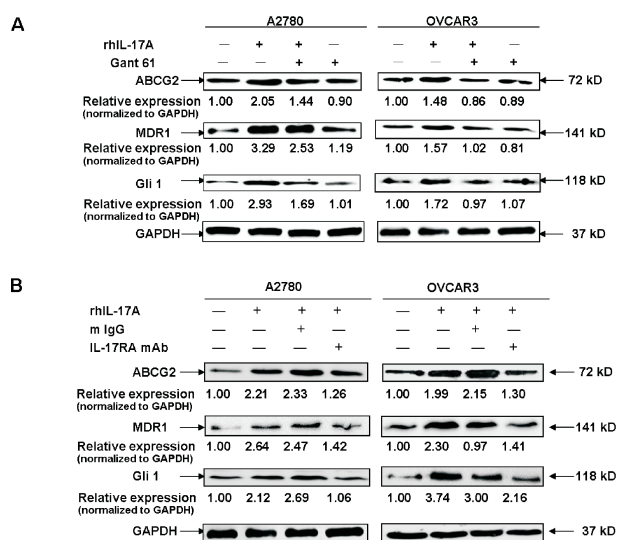 A
A2780 OVCAR3
rhIL-17A — + + — — + + —
Gant 61 — — + + — — + +
ABCG2 72 kD
Relative expression 1.00 2.05 1.44 0.90 1.00 1.48 0.86 0.89
(normalized to GAPDH)
MDR1 141 kD
Relative expression 1.00 3.29 2.53 1.19 1.00 1.57 1.02 0.81
(normalized to GAPDH)
Gli 1 118 kD
Relative expression 1.00 2.93 1.69 1.01 1.00 1.72 0.97 1.07
(normalized to GAPDH)
GAPDH 37 kD
B
A2780 OVCAR3
rhIL-17A — + + + — + + +
m IgG — — + — — — + —
IL-17RA mAb — — — + — — — +
ABCG2 72 kD
Relative expression 1.00 2.21 2.33 1.26 1.00 1.99 2.15 1.30
(normalized to GAPDH)
MDR1 141 kD
Relative expression 1.00 2.64 2.47 1.42 1.00 2.30 0.97 1.41
(normalized to GAPDH)
Gli 1 118 kD
Relative expression 1.00 2.12 2.69 1.06 1.00 3.74 3.00 2.16
(normalized to GAPDH)
GAPDH 37 kD